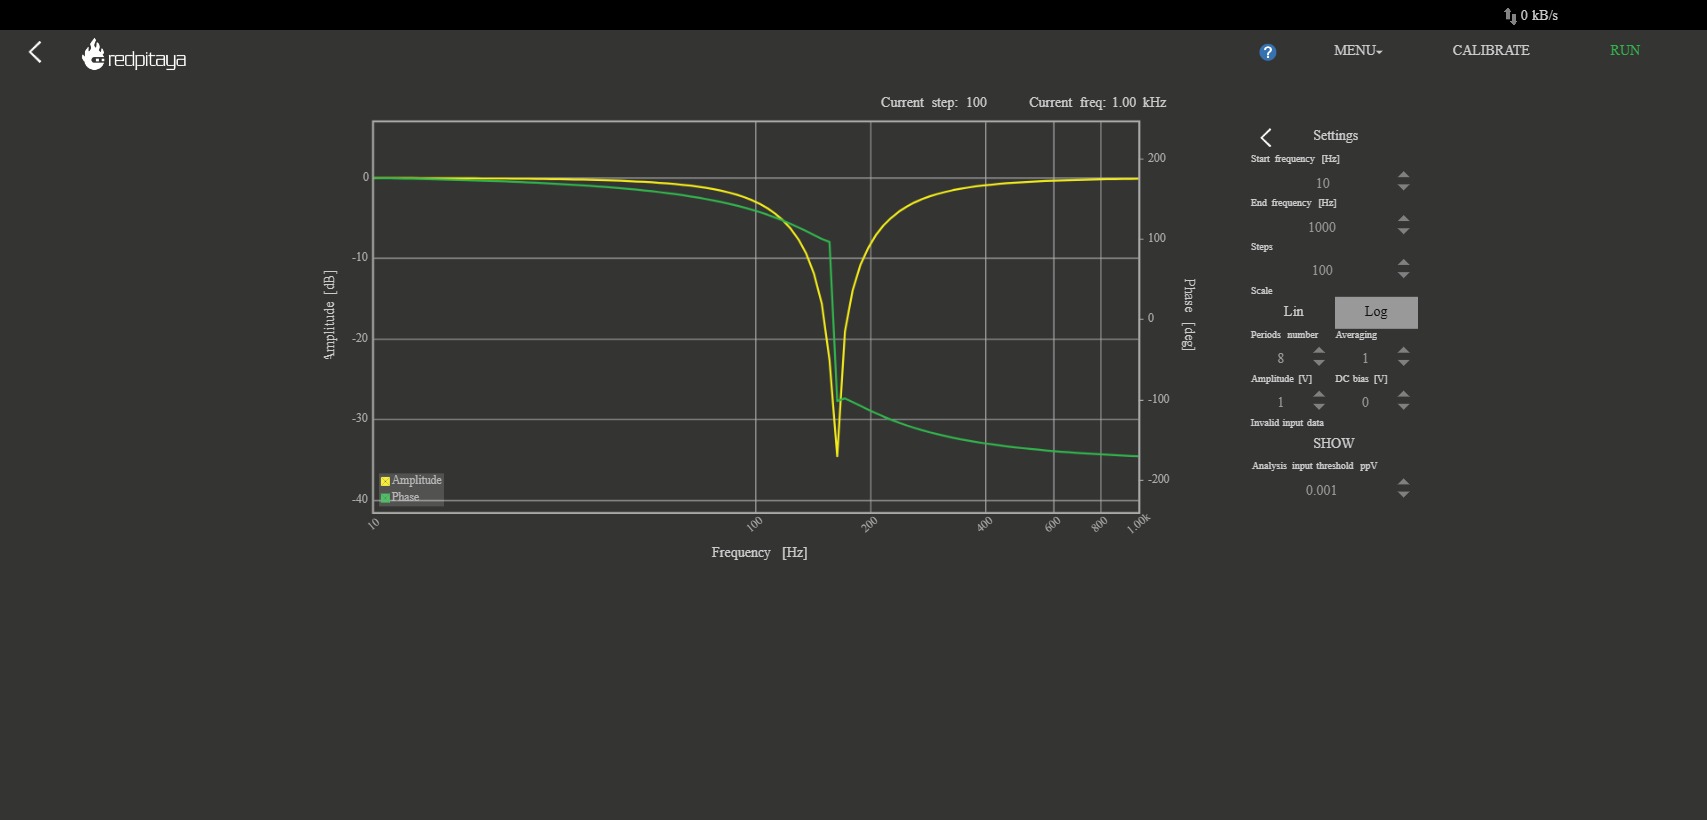 0 kB/s
redpitaya
MENU
CALIBRATE
RUN
Current step: 100 Current freq: 1.00 kHz
Amplitude [dB]
0
-10
-20
-30
-40
200
100
0
-100
-200
Phase [deg]
Amplitude
Phase
10
100
200
400
600
800
1.00k
Frequency [Hz]
Settings
Start frequency [Hz]
10
End frequency [Hz]
1000
Steps
100
Scale
Lin Log
Periods number Averaging
8 1
Amplitude [V] DC bias [V]
1 0
Invalid input data
SHOW
Analysis input threshold ppV
0.001